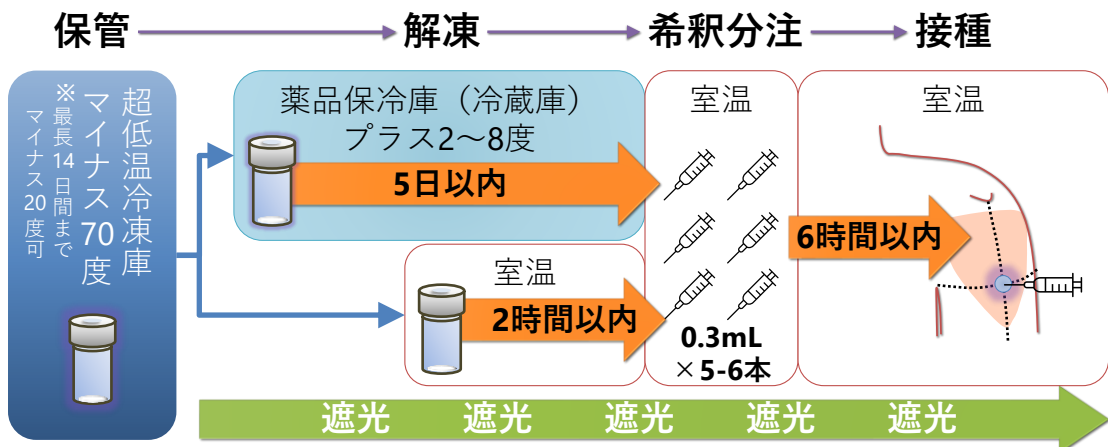 保管
解凍
希釈分注
接種
超低温冷凍庫
マイナス70度
※最長14日間まで
マイナス20度可
薬品保冷庫（冷蔵庫）
プラス2～8度
5日以内
室温
2時間以内
室温
0.3mL
×5-6本
室温
6時間以内
遮光
遮光
遮光
遮光
遮光